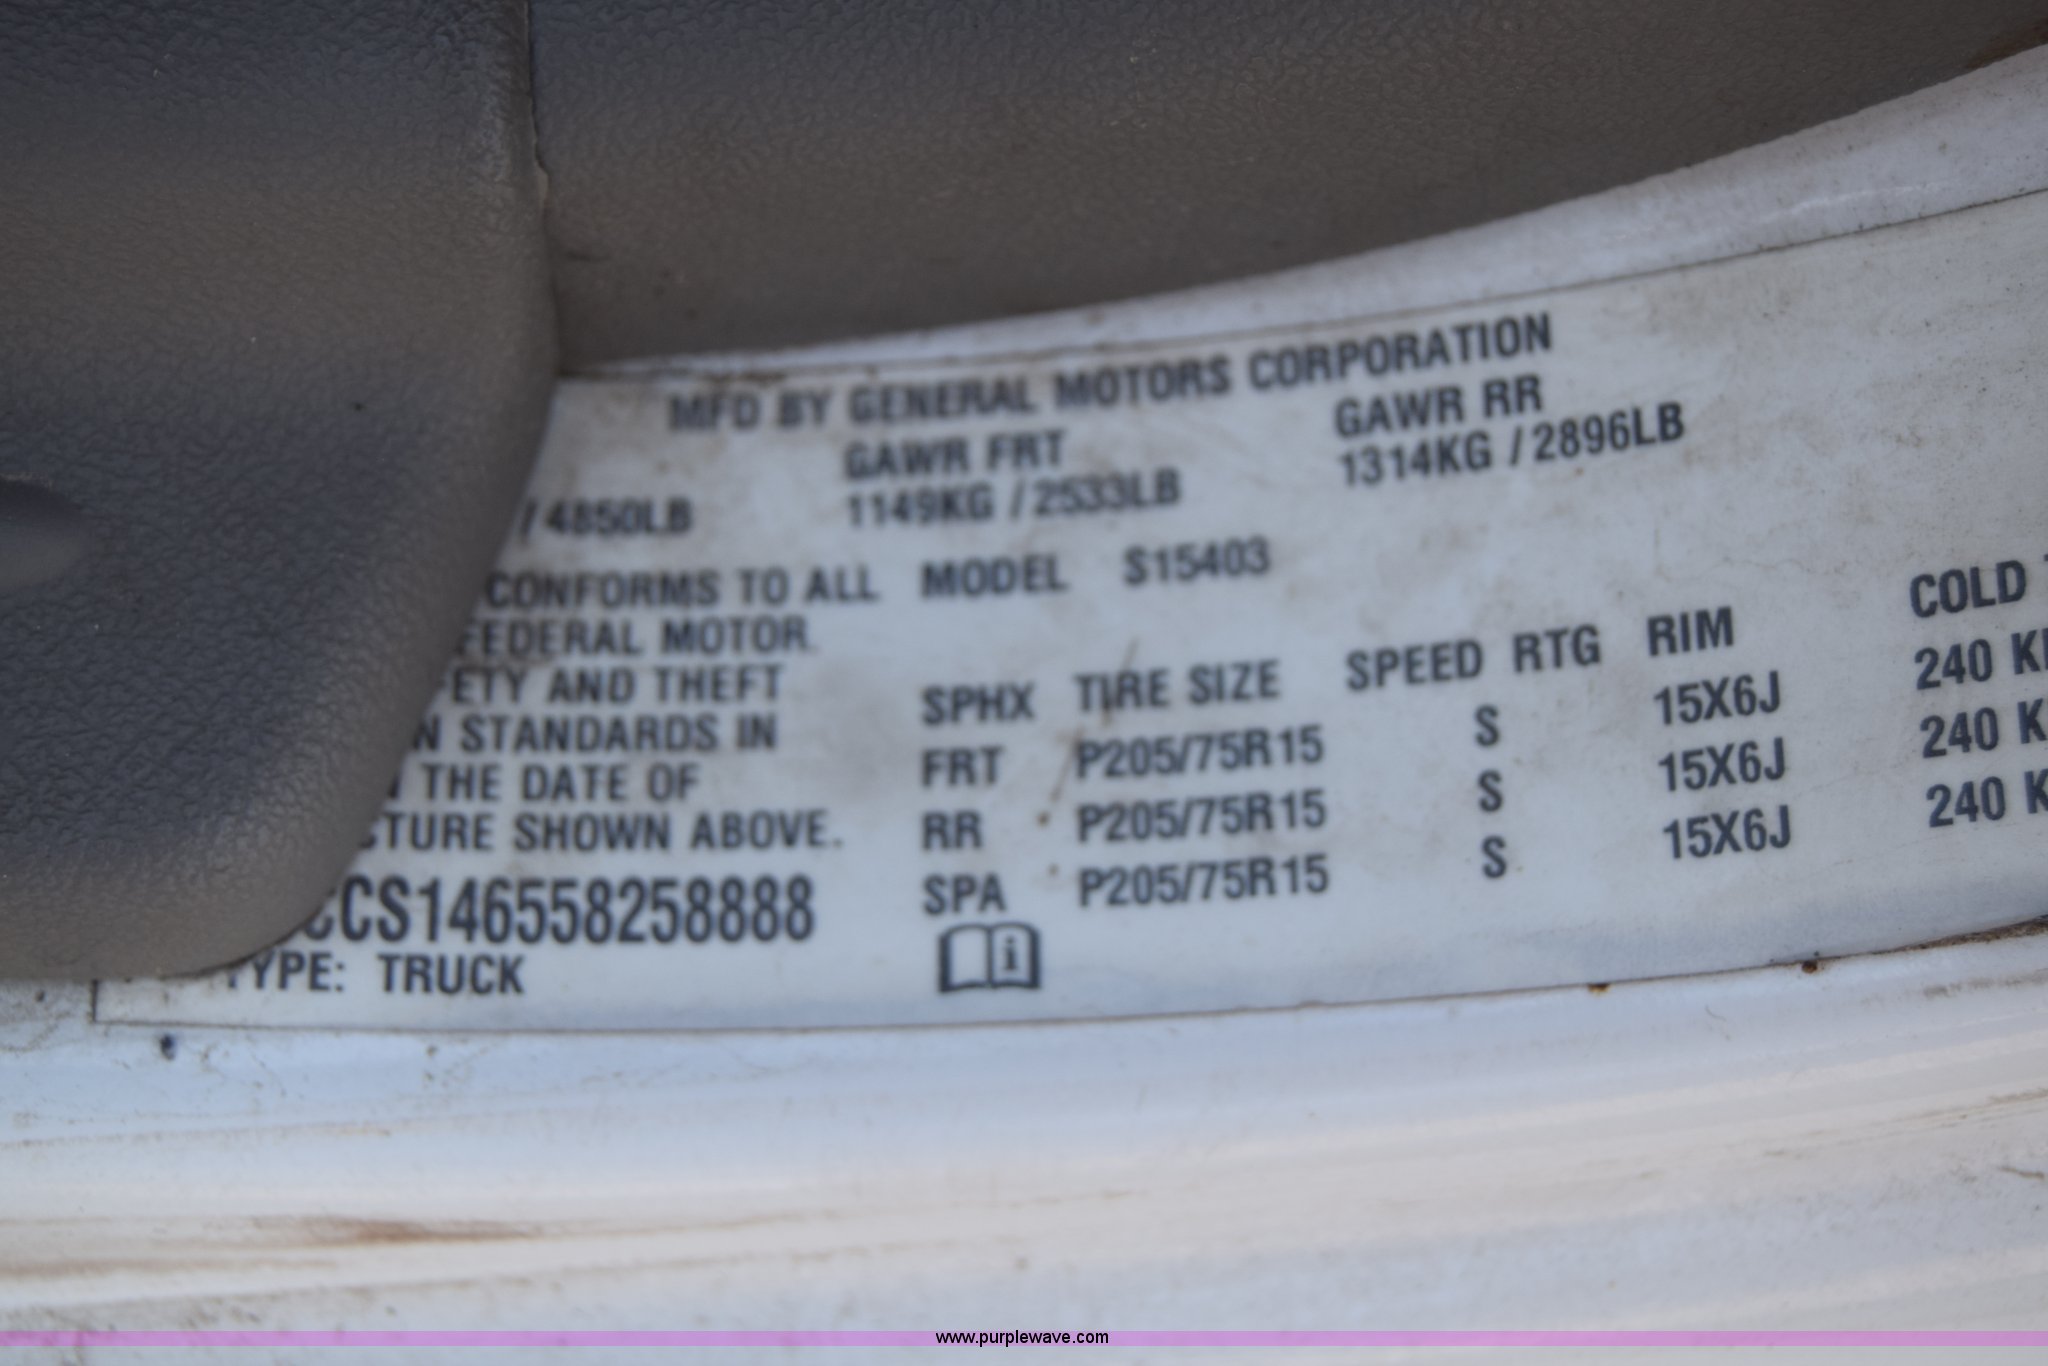 MFD BY GENERAL MOTORS CORPORATION
GAWR FRT GAWR RR
/ 4850LB 1149KG / 2533LB 1314KG / 2896LB
CONFORMS TO ALL MODEL S15403
FEDERAL MOTOR
ETY AND THEFT
N STANDARDS IN
THE DATE OF
CTURE SHOWN ABOVE.
CCS146558258888
TYPE: TRUCK
SPHX TIRE SIZE SPEED RTG RIM COLD
FRT P205/75R15 S 15X6J 240 K
RR P205/75R15 S 15X6J 240 K
SPA P205/75R15 S 15X6J 240 K
i
www.purplewave.com